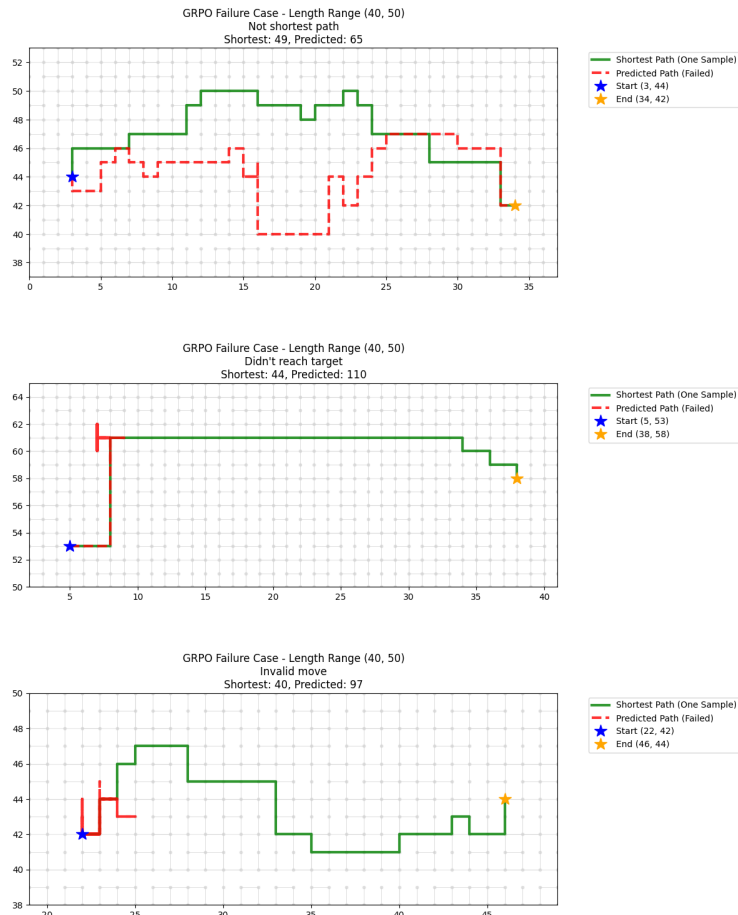 GRPO Failure Case - Length Range (40, 50)
Not shortest path
Shortest: 49, Predicted: 65
52
50
48
46
44
42
40
38
0 5 10 15 20 25 30 35
Shortest Path (One Sample)
Predicted Path (Failed)
Start (3, 44)
End (34, 42)
GRPO Failure Case - Length Range (40, 50)
Didn't reach target
Shortest: 44, Predicted: 110
64
62
60
58
56
54
52
50
5 10 15 20 25 30 35 40
Shortest Path (One Sample)
Predicted Path (Failed)
Start (5, 53)
End (38, 58)
GRPO Failure Case - Length Range (40, 50)
Invalid move
Shortest: 40, Predicted: 97
50
48
46
44
42
40
38
20 25 30 35 40 45
Shortest Path (One Sample)
Predicted Path (Failed)
Start (22, 42)
End (46, 44)